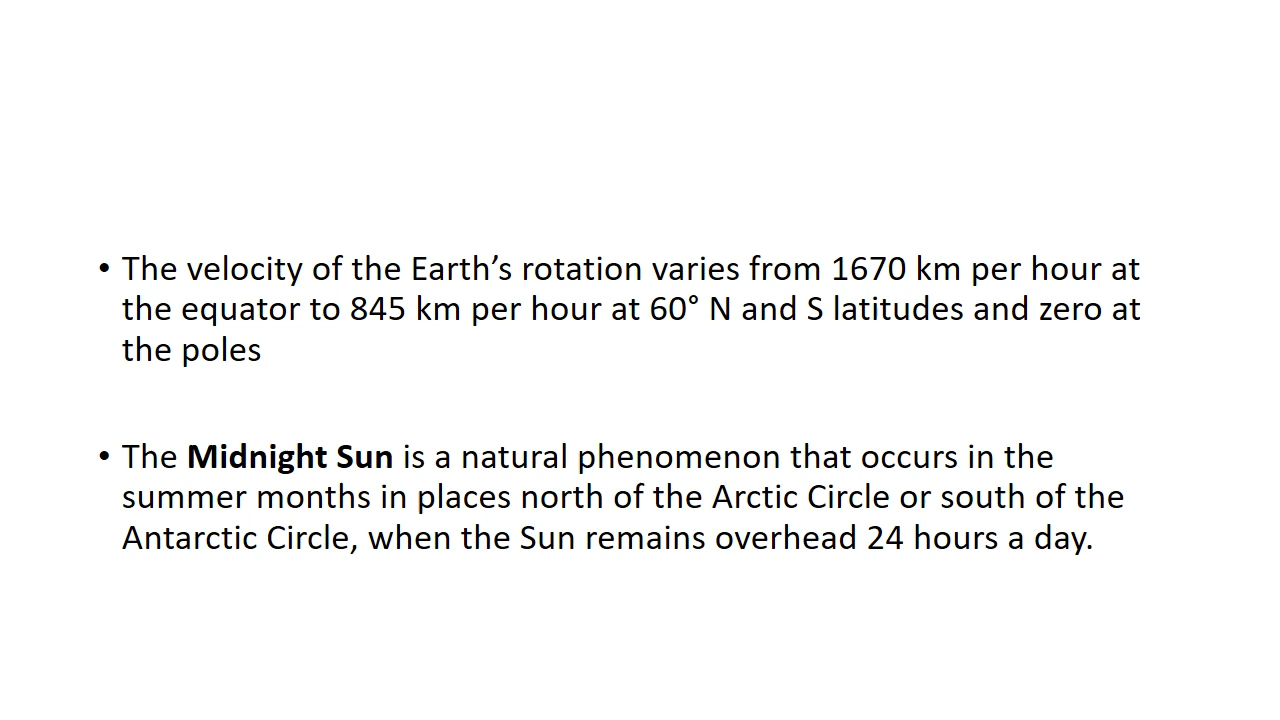 • The velocity of the Earth’s rotation varies from 1670 km per hour at
the equator to 845 km per hour at 60° N and S latitudes and zero at
the poles
• The Midnight Sun is a natural phenomenon that occurs in the
summer months in places north of the Arctic Circle or south of the
Antarctic Circle, when the Sun remains overhead 24 hours a day.